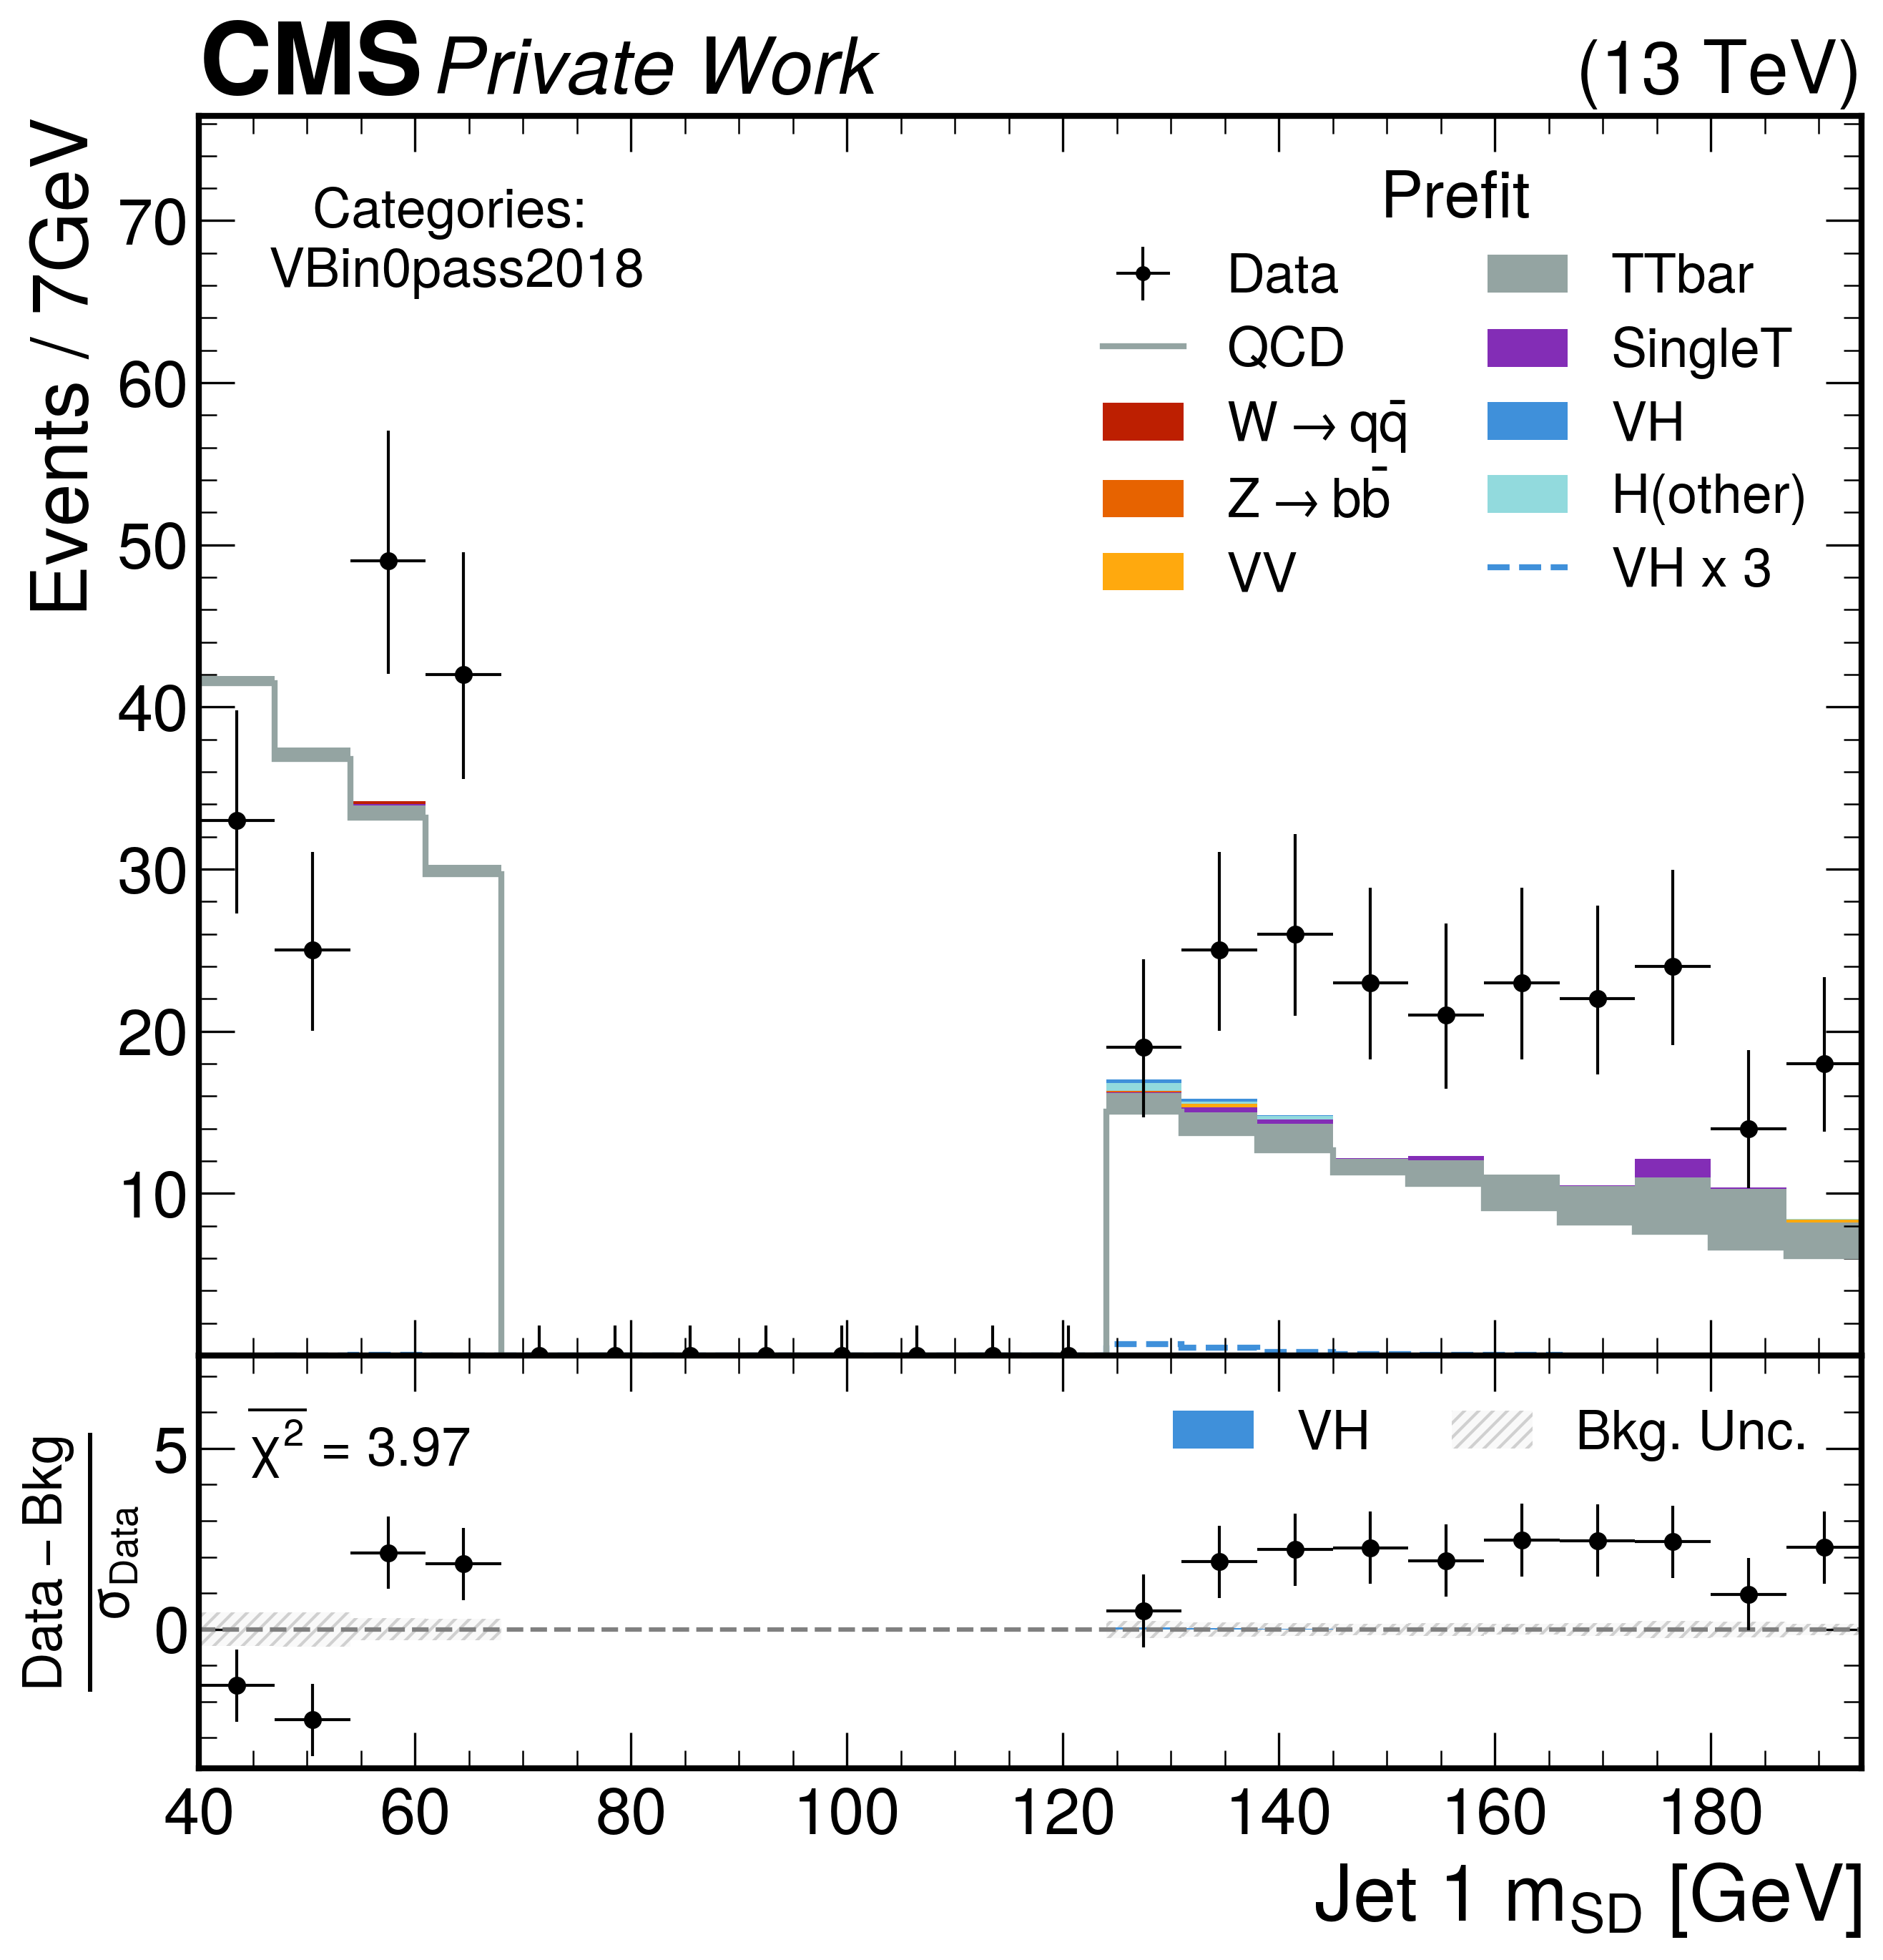 CMS Private Work (13 TeV)
Events / 7GeV
70
60
50
40
30
20
10
Categories:
VBin0pass2018
Prefit
Data
QCD
W → qq̄
Z → bb̄
VV
TTbar
SingleT
VH
H(other)
VH x 3
Data − Bkg
σData
5
0
χ² = 3.97
VH
Bkg. Unc.
40 60 80 100 120 140 160 180
Jet 1 mSD [GeV]